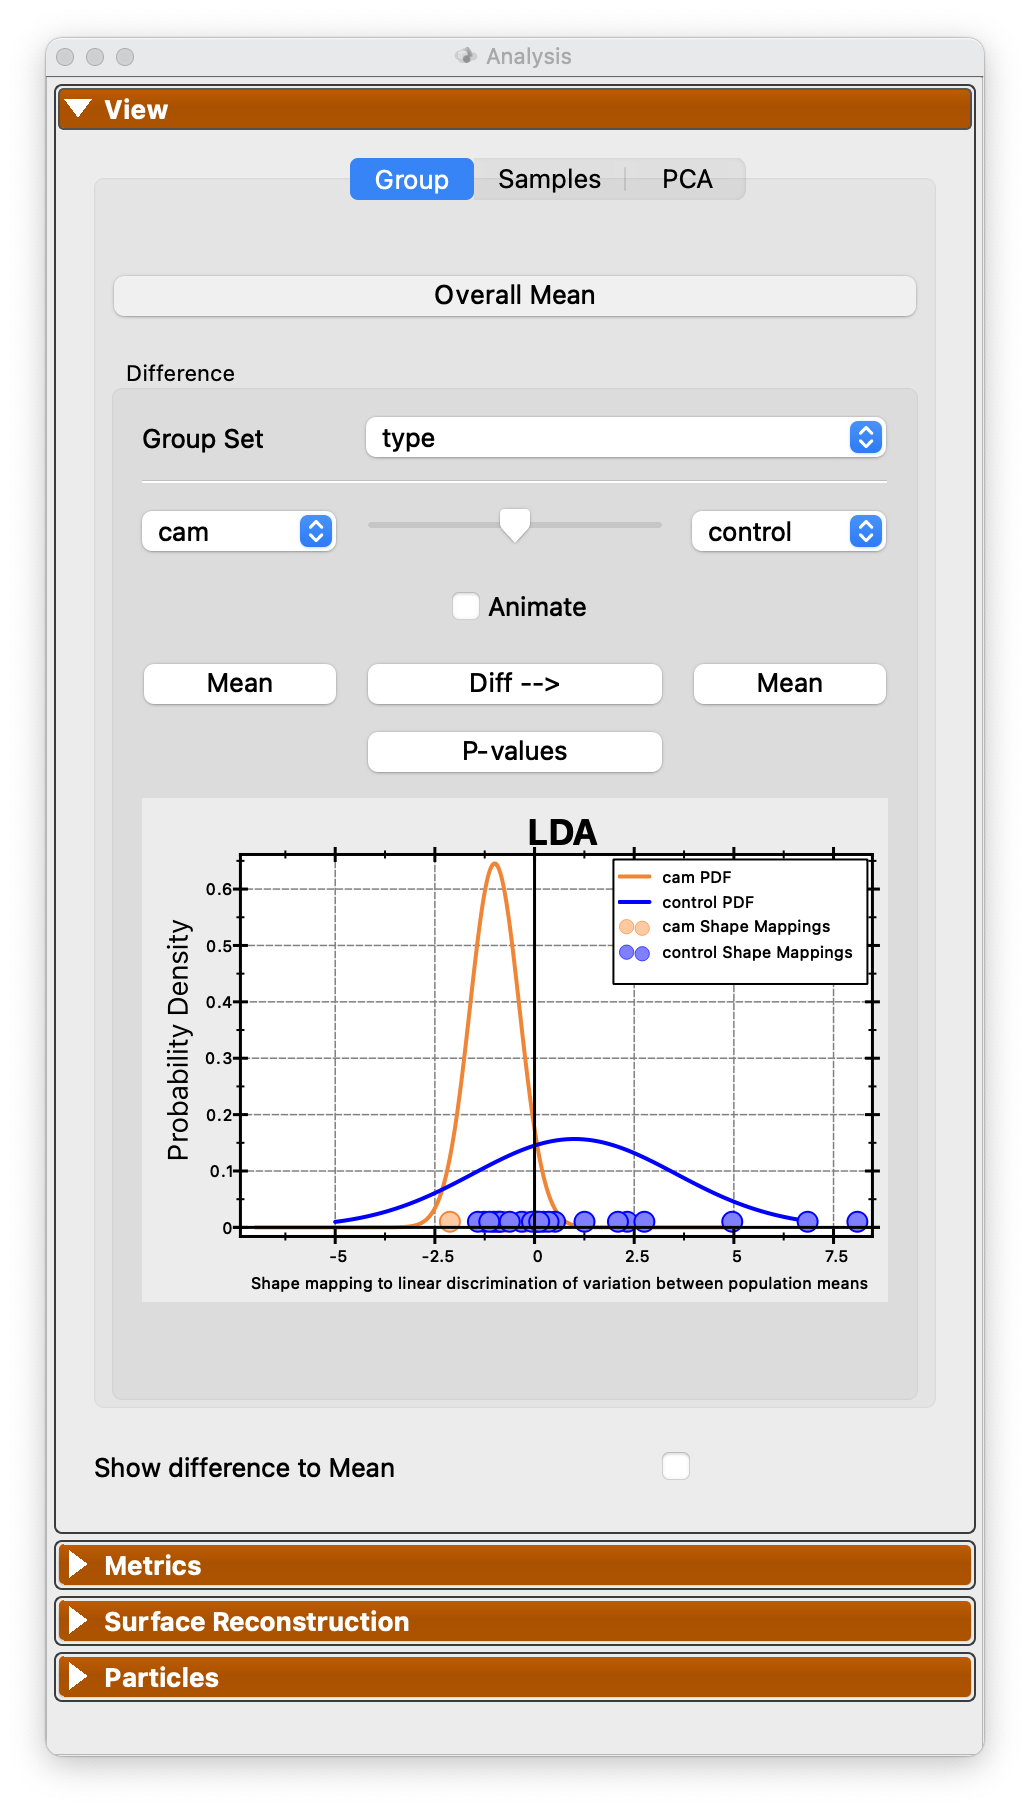 Analysis
View
Group Samples PCA
Overall Mean
Difference
Group Set type
cam control
Animate
Mean Diff --> Mean
P-values
LDA
cam PDF
control PDF
cam Shape Mappings
control Shape Mappings
Probability Density
0.6
0.5
0.4
0.3
0.2
0.1
0
-5 -2.5 0 2.5 5 7.5
Shape mapping to linear discrimination of variation between population means
Show difference to Mean
Metrics
Surface Reconstruction
Particles